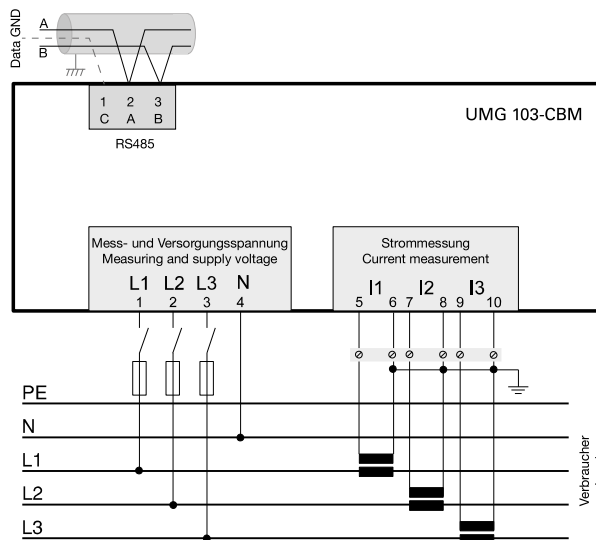 Data GND
A
B
1 2 3
C A B
RS485
UMG 103-CBM
Mess- und Versorgungsspannung
Measuring and supply voltage
L1 L2 L3 N
1 2 3 4
Strommessung
Current measurement
I1 I2 I3
5 6 7 8 9 10
PE
N
L1
L2
L3
Verbraucher